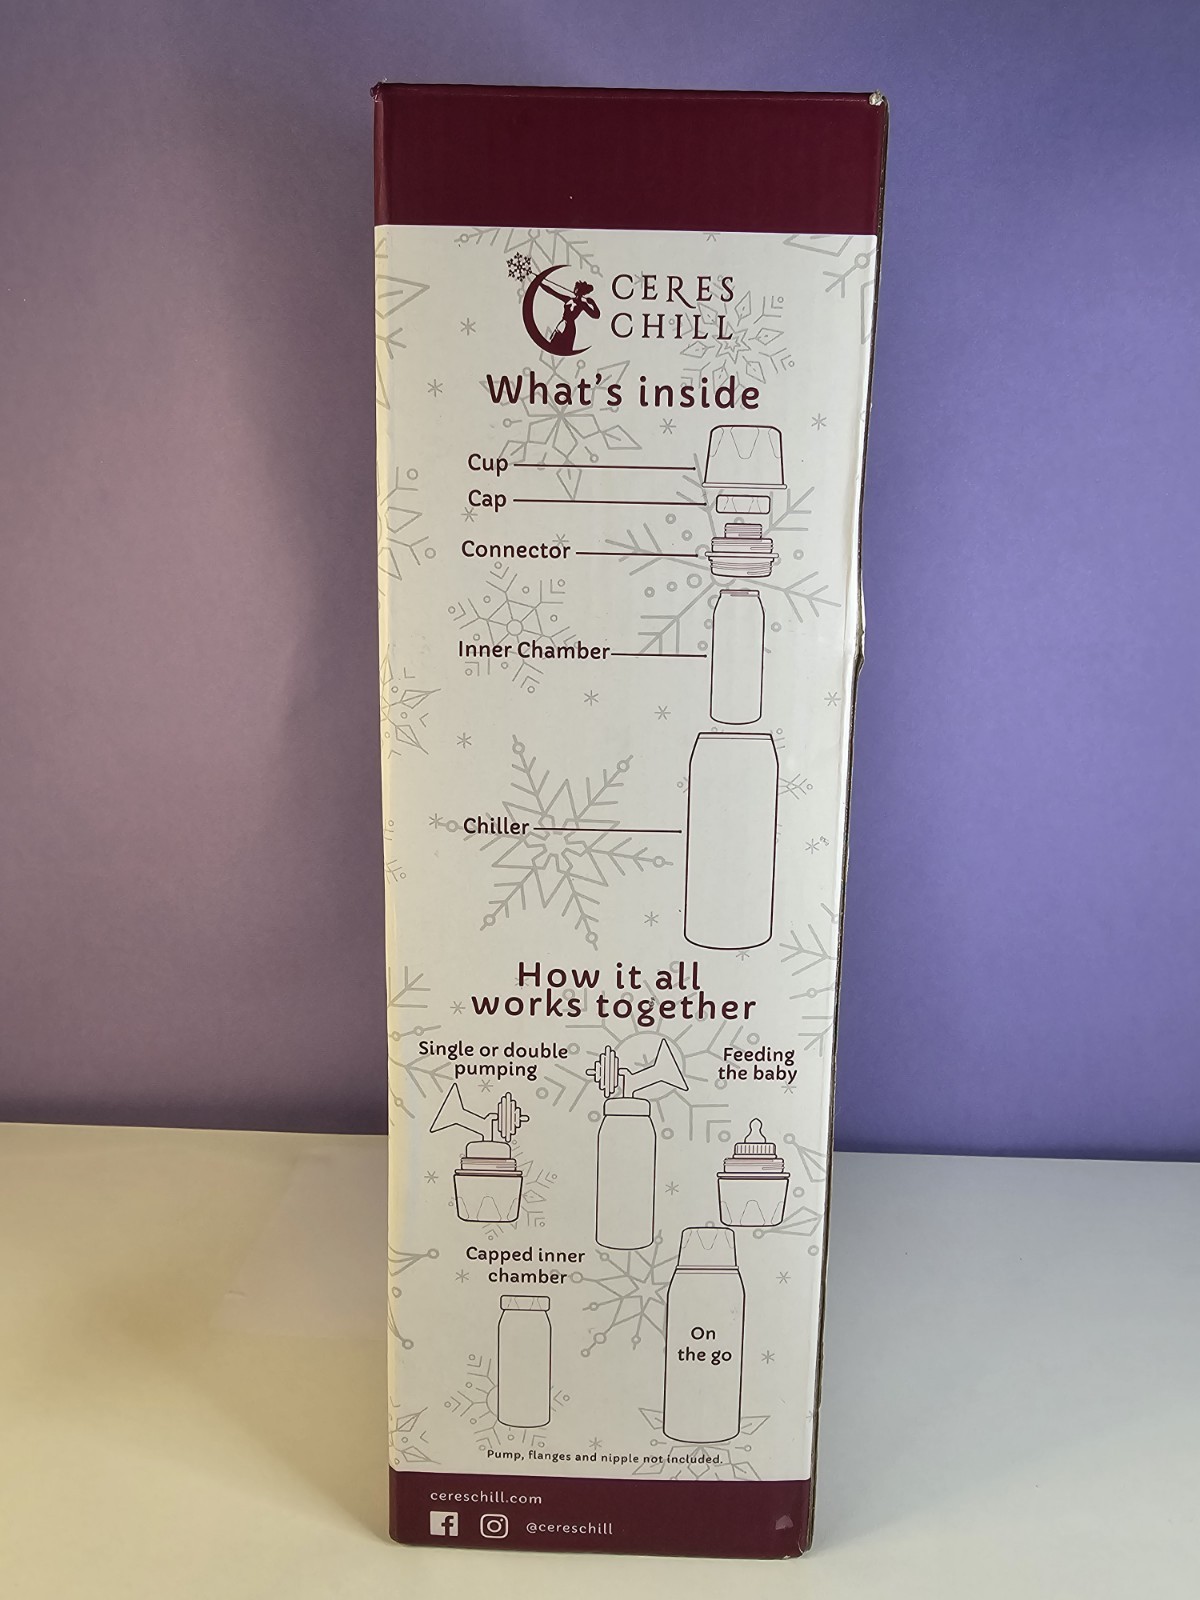 CERES
CHILL
What's inside
Cup
Cap
Connector
Inner Chamber
Chiller
How it all
works together
Single or double
pumping
Feeding
the baby
Capped inner
chamber
On
the go
Pump, flanges and nipple not included.
cereschill.com
@cereschill